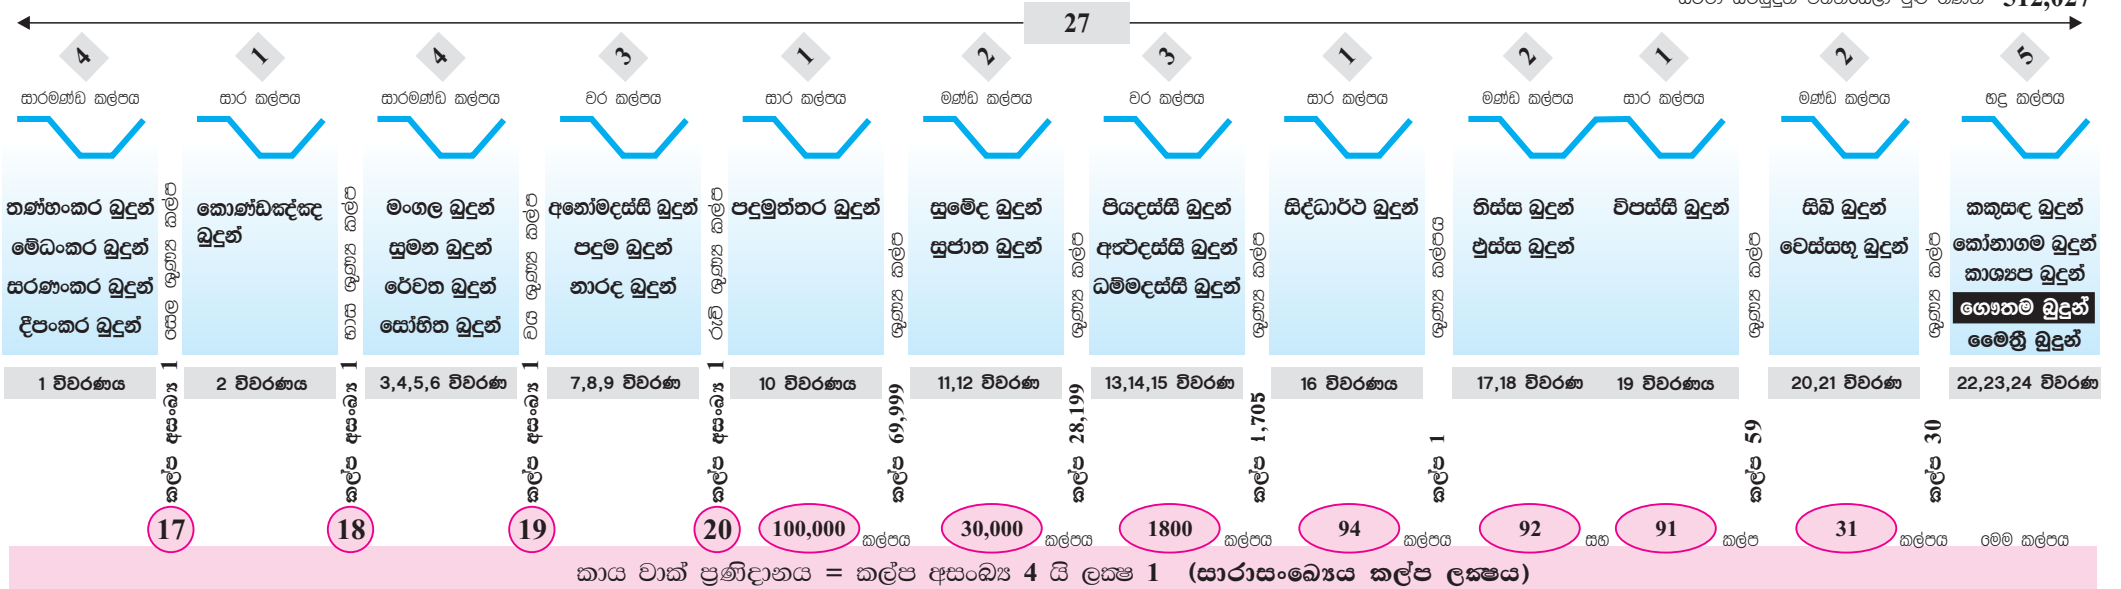 312,027
27
4 1 4 3 1 2 3 1 2 1 2 5
සාරමණ්ඩ කල්පය සාර කල්පය සාරමණ්ඩ කල්පය වර කල්පය සාර කල්පය මණ්ඩ කල්පය වර කල්පය සාර කල්පය මණ්ඩ කල්පය සාර කල්පය මණ්ඩ කල්පය භද්‍ර කල්පය
තණ්හංකර බුදුන්
මේධංකර බුදුන්
සරණංකර බුදුන්
දීපංකර බුදුන්
සේල ශුන්‍ය කල්ප
කොණ්ඩඤ්ඤ
බුදුන්
භාස ශුන්‍ය කල්ප
මංගල බුදුන්
සුමන බුදුන්
රේවත බුදුන්
සෝභිත බුදුන්
ජය ශුන්‍ය කල්ප
අනෝමදස්සී බුදුන්
පදුම බුදුන්
නාරද බුදුන්
රුචි ශුන්‍ය කල්ප
පදුමුත්තර බුදුන්
ශුන්‍ය කල්ප
සුමේද බුදුන්
සුජාත බුදුන්
ශුන්‍ය කල්ප
පියදස්සී බුදුන්
අත්‍ථදස්සී බුදුන්
ධම්මදස්සී බුදුන්
ශුන්‍ය කල්ප
සිද්ධාර්ථ බුදුන්
ශුන්‍ය කල්පය
තිස්ස බුදුන්
ඵුස්ස බුදුන්
විපස්සී බුදුන්
ශුන්‍ය කල්ප
සිඛී බුදුන්
වෙස්සභූ බුදුන්
ශුන්‍ය කල්ප
කකුසඳ බුදුන්
කෝනාගම බුදුන්
කාශ්‍යප බුදුන්
ගෞතම බුදුන්
මෛත්‍රී බුදුන්
1 විවරණය 2 විවරණය 3,4,5,6 විවරණ 7,8,9 විවරණ 10 විවරණය 11,12 විවරණ 13,14,15 විවරණ 16 විවරණය 17,18 විවරණ 19 විවරණය 20,21 විවරණ 22,23,24 විවරණ
කල්ප අසංඛ්‍ය 1
කල්ප අසංඛ්‍ය 1
කල්ප අසංඛ්‍ය 1
කල්ප අසංඛ්‍ය 1
කල්ප 69,999
කල්ප 28,199
කල්ප 1,705
කල්ප 1
කල්ප 59
කල්ප 30
17 18 19 20 100,000 කල්පය 30,000 කල්පය 1800 කල්පය 94 කල්පය 92 සහ 91 කල්ප 31 කල්පය මෙම කල්පය
කාය වාක් ප්‍රණිදානය = කල්ප අසංඛ්‍ය 4 යි ලක්‍ෂ 1 (සාරාසංඛ්‍යෙය කල්ප ලක්‍ෂය)